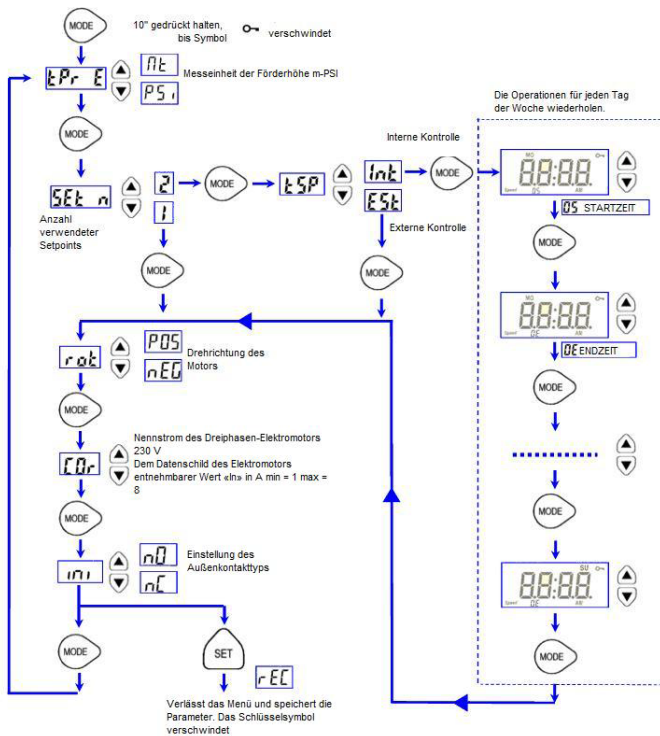 MODE
10" gedrückt halten,
bis Symbol
verschwindet
tPr E
Mt
PSi
Messeinheit der Förderhöhe m-PSI
MODE
SEt n
2
1
Anzahl
verwendeter
Setpoints
MODE
MODE
tSP
Int
ESt
Interne Kontrolle
Externe Kontrolle
MODE
MODE
Die Operationen für jeden Tag
der Woche wiederholen.
MO
88:88
Speed OS AM
OS STARTZEIT
MODE
MO
88:88
Speed OE AM
OE ENDZEIT
MODE
MODE
SU
88:88
Speed OE AM
MODE
rot
POS
nEG
Drehrichtung des
Motors
MODE
COr
Nennstrom des Dreiphasen-Elektromotors
230 V
Dem Datenschild des Elektromotors
entnehmbarer Wert «In» in A min = 1 max =
8
MODE
ini
nO
nC
Einstellung des
Außenkontakttyps
MODE
SET
rEC
Verlässt das Menü und speichert die
Parameter. Das Schlüsselsymbol
verschwindet